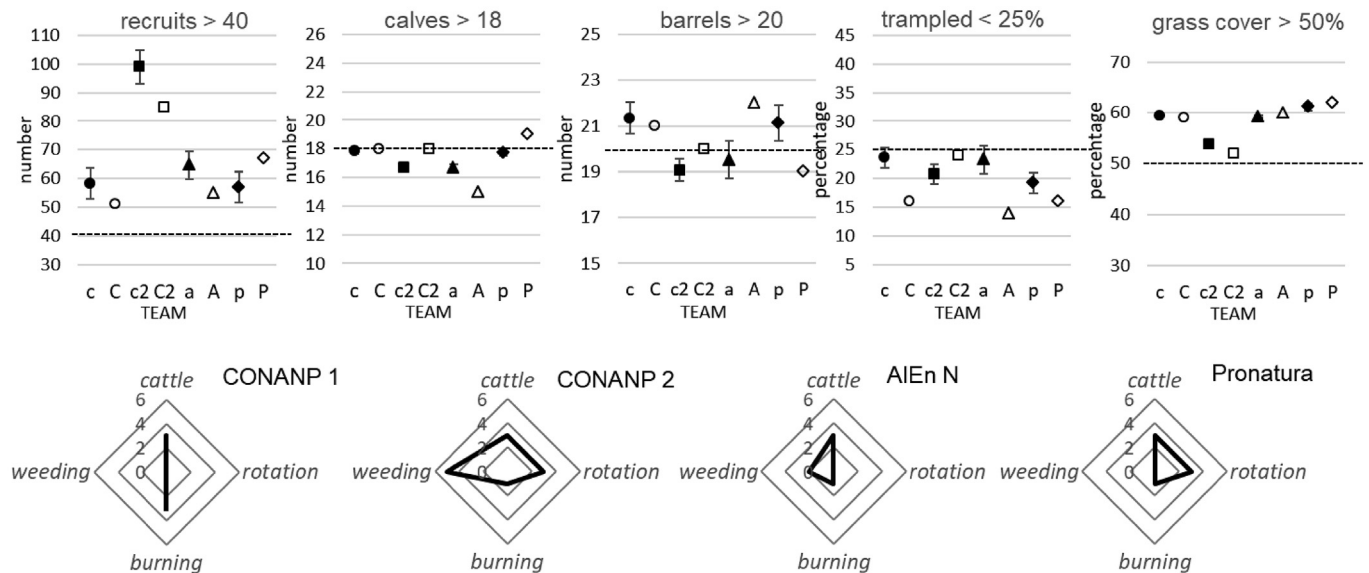 recruits > 40
110
100
90
80
70
60
50
40
30
number
c C c2 C2 a A p P
TEAM
calves > 18
26
24
22
20
18
16
14
12
10
number
c C c2 C2 a A p P
TEAM
barrels > 20
25
23
21
19
17
15
number
c C c2 C2 a A p P
TEAM
trampled < 25%
45
40
35
30
25
20
15
10
5
percentage
c C c2 C2 a A p P
TEAM
grass cover > 50%
70
60
50
40
30
percentage
c C c2 C2 a A p P
TEAM
CONANP 1
cattle
6
4
2
0
weeding
rotation
burning
CONANP 2
cattle
6
4
2
0
weeding
rotation
burning
AlEn N
cattle
6
4
2
0
weeding
rotation
burning
Pronatura
cattle
6
4
2
0
weeding
rotation
burning